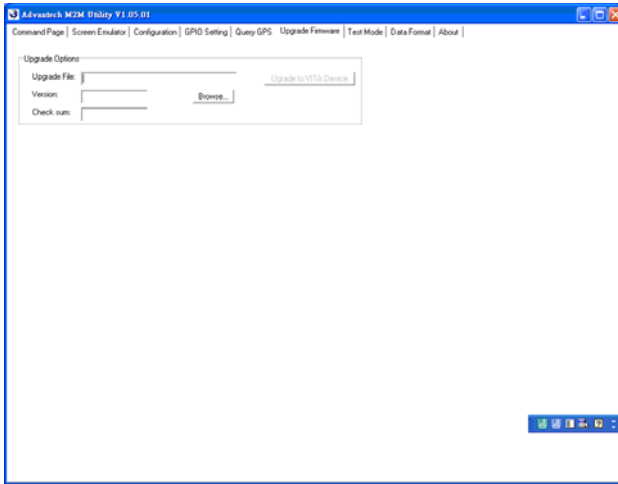 Advantech M2M Utility V1.05.01
Command Page Screen Emulator Configuration GPIO Setting Query GPS Upgrade Firmware Test Mode Data Format About
Upgrade Options
Upgrade File: Ugrade to VITA Device
Version: Browse...
Check sum: